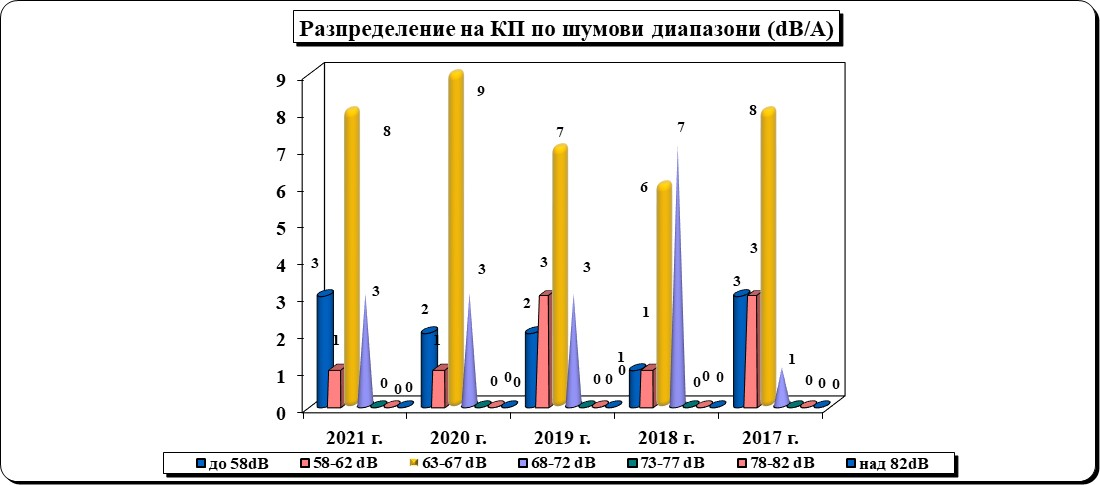 Разпределение на КП по шумови диапазони (dB/A)
9
8
7
6
5
4
3
2
1
0
3 1 8 3 0 0 0
2 1 9 3 0 0 0
2 3 7 3 0 0 0
1 1 6 7 0 0 0
3 3 8 1 0 0 0
2021 г. 2020 г. 2019 г. 2018 г. 2017 г.
до 58dB 58-62 dB 63-67 dB 68-72 dB 73-77 dB 78-82 dB над 82dB